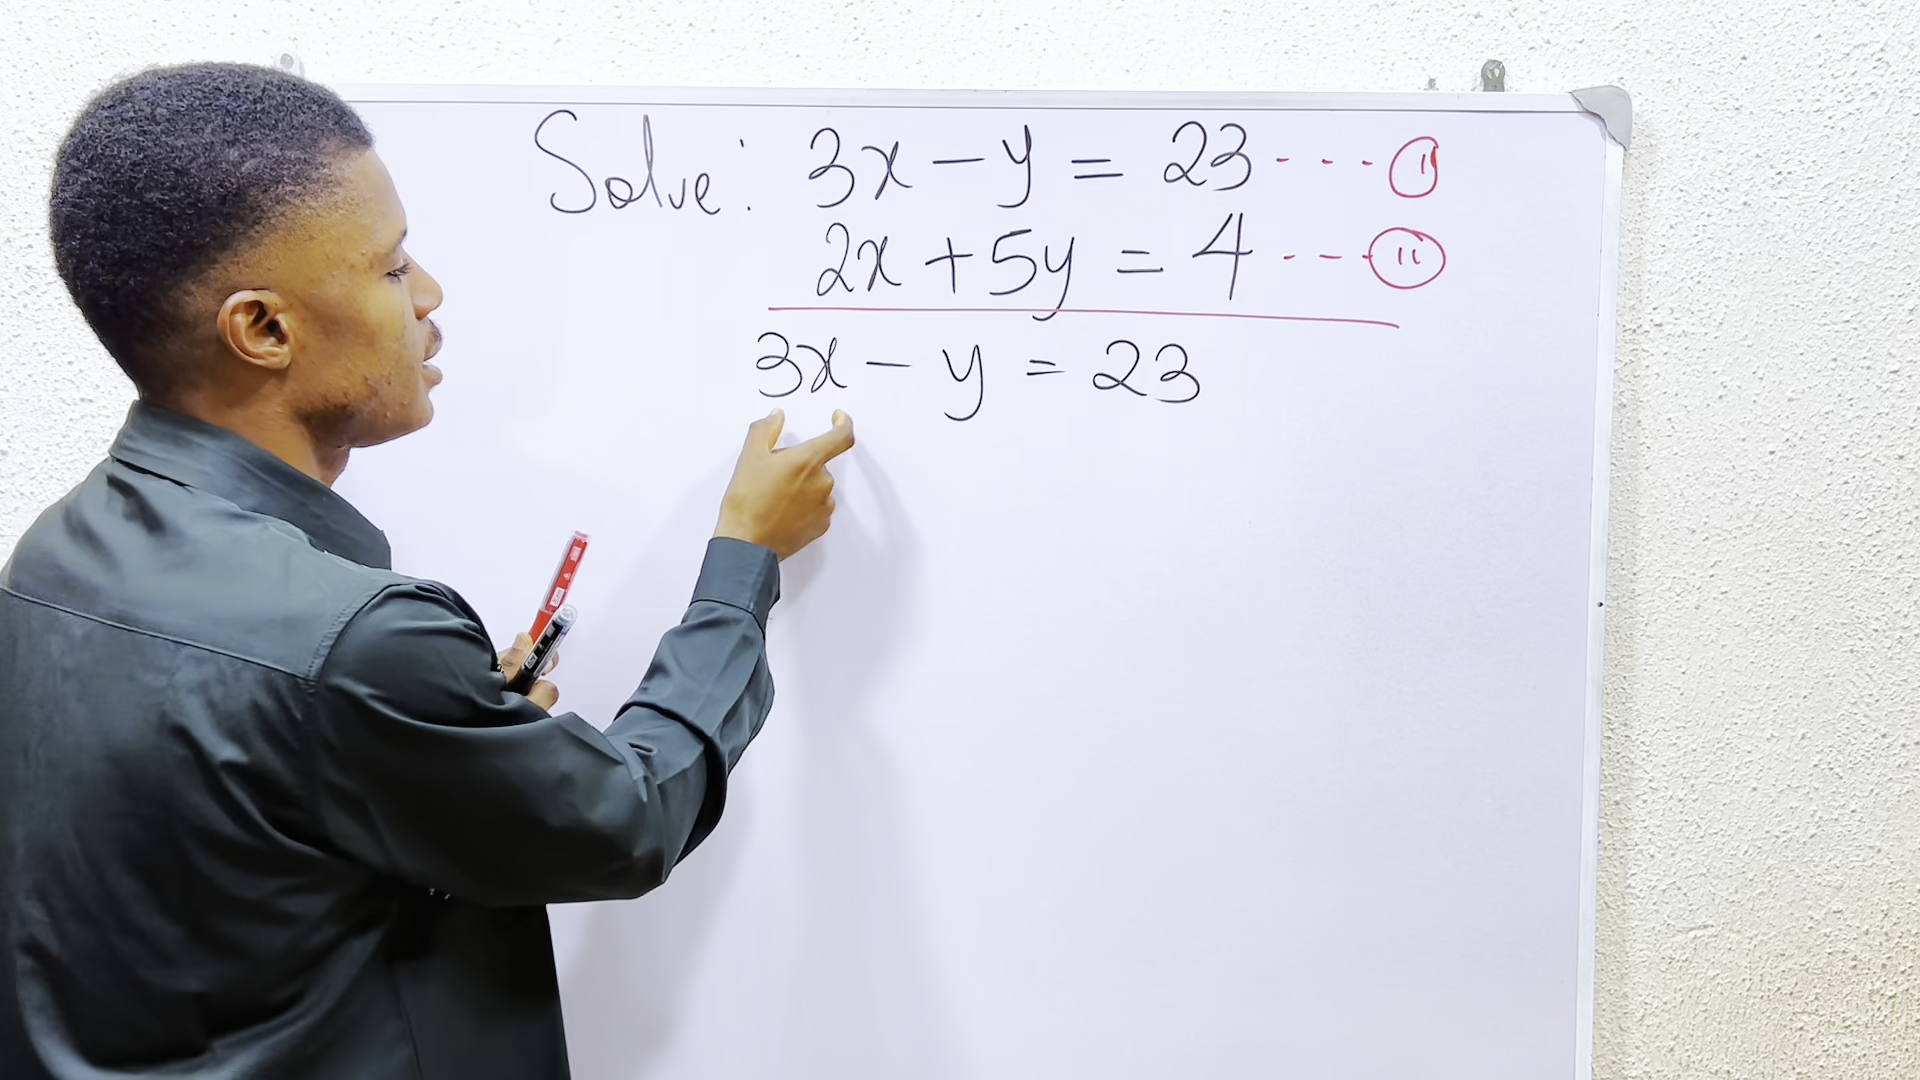 Solve: 3x - y = 23 - - - (i)
2x + 5y = 4 - - - (ii)
3x - y = 23